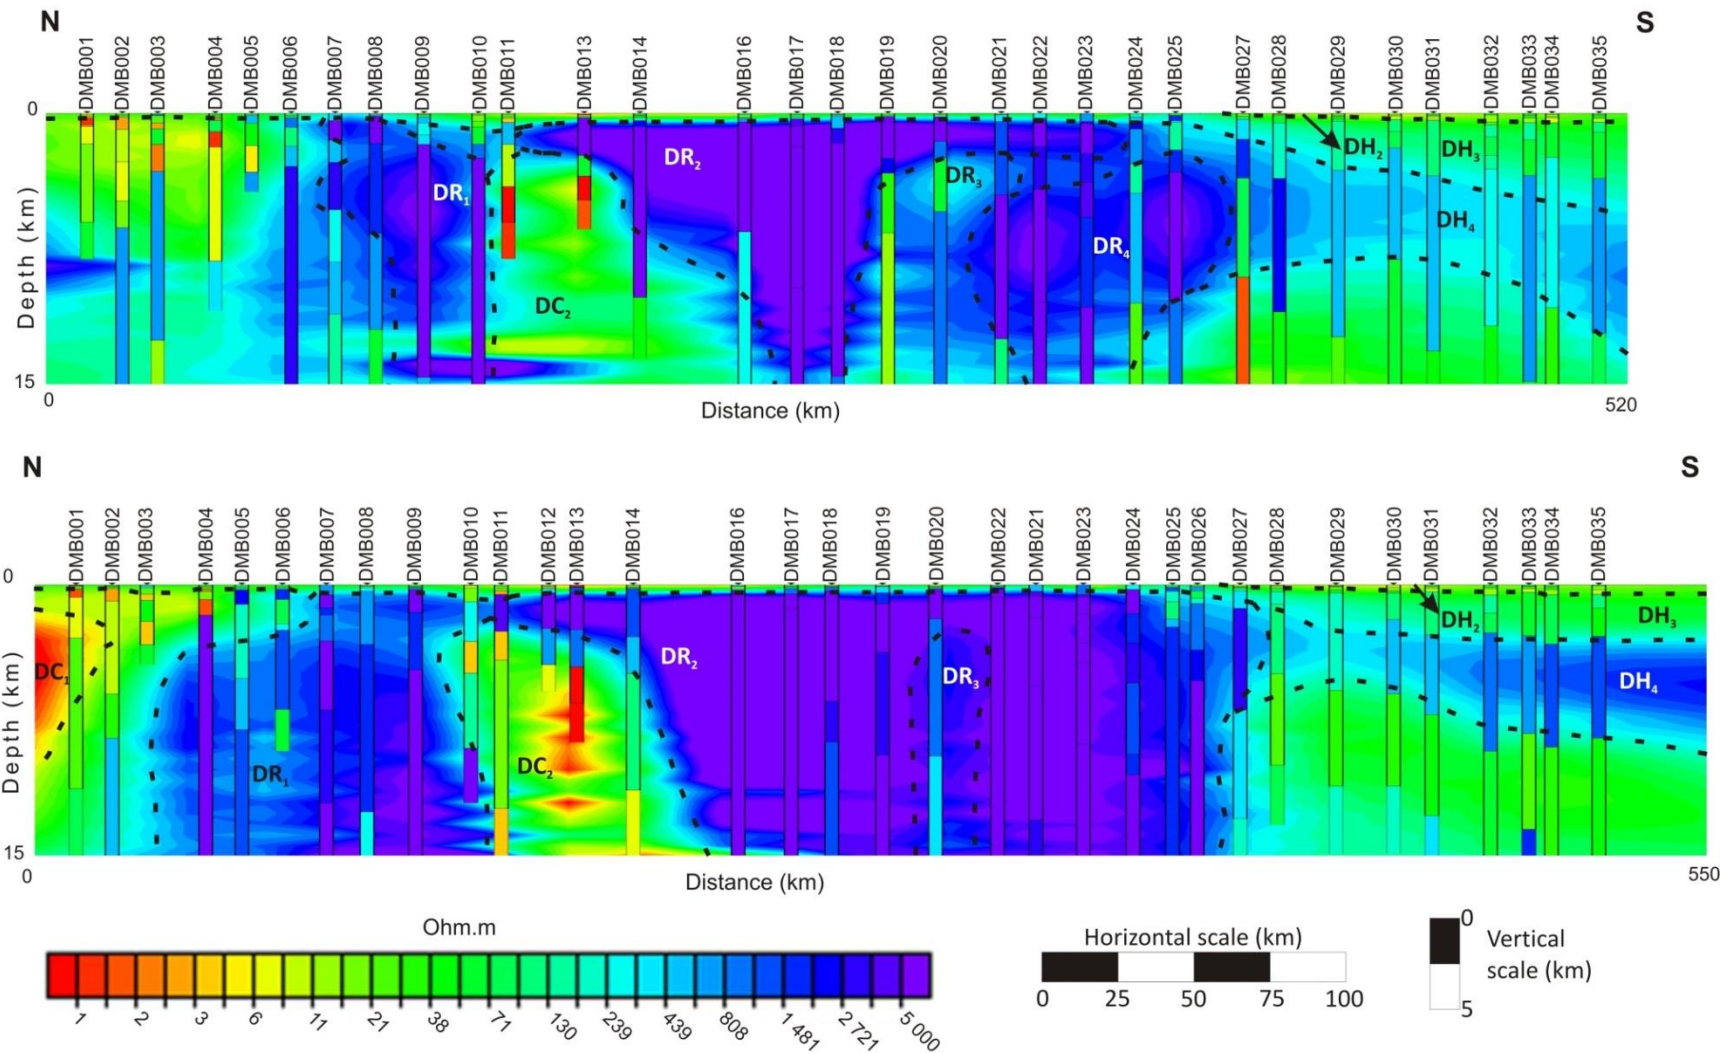 N S
DMB001 DMB002 DMB003 DMB004 DMB005 DMB006 DMB007 DMB008 DMB009 DMB010 DMB011 DMB013 DMB014 DMB016 DMB017 DMB018 DMB019 DMB020 DMB021 DMB022 DMB023 DMB024 DMB025 DMB027 DMB028 DMB029 DMB030 DMB031 DMB032 DMB033 DMB034 DMB035
0
Depth (km)
DR₁ DC₂ DR₂ DR₃ DR₄ DH₂ DH₃ DH₄
15
0 Distance (km) 520
N S
DMB001 DMB002 DMB003 DMB004 DMB005 DMB006 DMB007 DMB008 DMB009 DMB010 DMB011 DMB012 DMB013 DMB014 DMB016 DMB017 DMB018 DMB019 DMB020 DMB022 DMB021 DMB023 DMB024 DMB025 DMB026 DMB027 DMB028 DMB029 DMB030 DMB031 DMB032 DMB033 DMB034 DMB035
0
Depth (km)
DC₁ DR₁ DC₂ DR₂ DR₃ DH₂ DH₃ DH₄
15
0 Distance (km) 550
Ohm.m
1 2 3 6 11 21 38 71 130 239 439 808 1 481 2 721 5 000
Horizontal scale (km)
0 25 50 75 100
0
Vertical
scale (km)
5